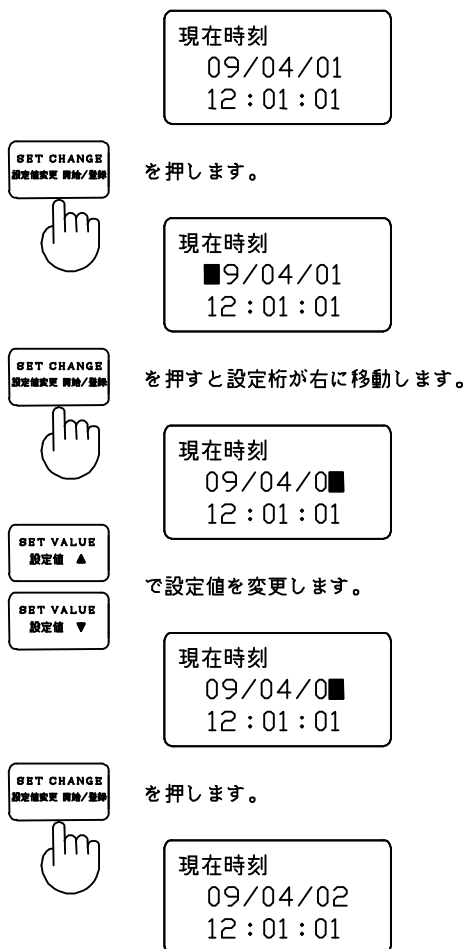 現在時刻
09/04/01
12:01:01
SET CHANGE
設定値変更 開始/登録
を押します。
現在時刻
■9/04/01
12:01:01
SET CHANGE
設定値変更 開始/登録
を押すと設定桁が右に移動します。
現在時刻
09/04/0■
12:01:01
SET VALUE
設定値 ▲
で設定値を変更します。
SET VALUE
設定値 ▼
現在時刻
09/04/0■
12:01:01
SET CHANGE
設定値変更 開始/登録
を押します。
現在時刻
09/04/02
12:01:01